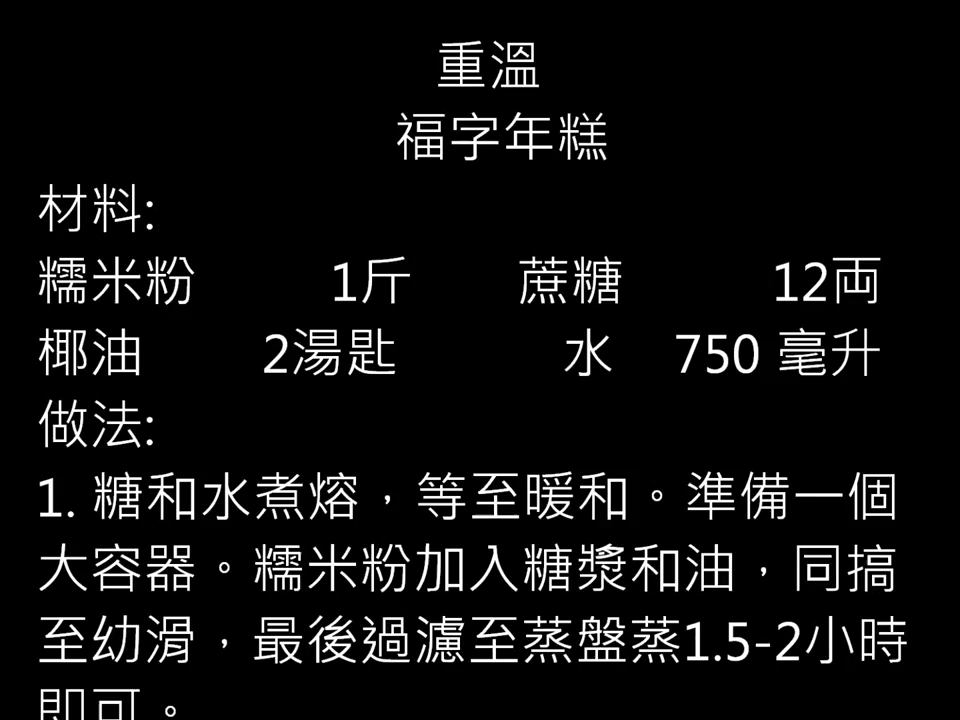 重溫
福字年糕
材料:
糯米粉 1斤 蔗糖 12両
椰油 2湯匙 水 750 毫升
做法:
1. 糖和水煮熔，等至暖和。準備一個
大容器。糯米粉加入糖漿和油，同搞
至幼滑，最後過濾至蒸盤蒸1.5-2小時
即可。